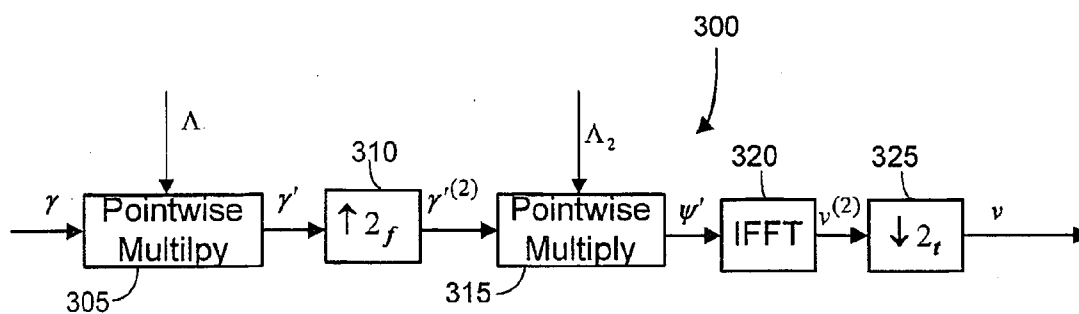 300
Λ
Λ₂
310
320
325
γ
Pointwise
Multilpy
γ'
↑ 2f
γ'⁽²⁾
Pointwise
Multiply
ψ'
IFFT
v⁽²⁾
↓ 2t
v
305
315